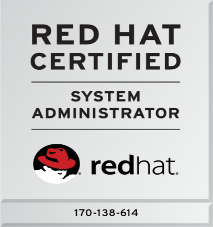 RED HAT
CERTIFIED
SYSTEM
ADMINISTRATOR
redhat.
170-138-614